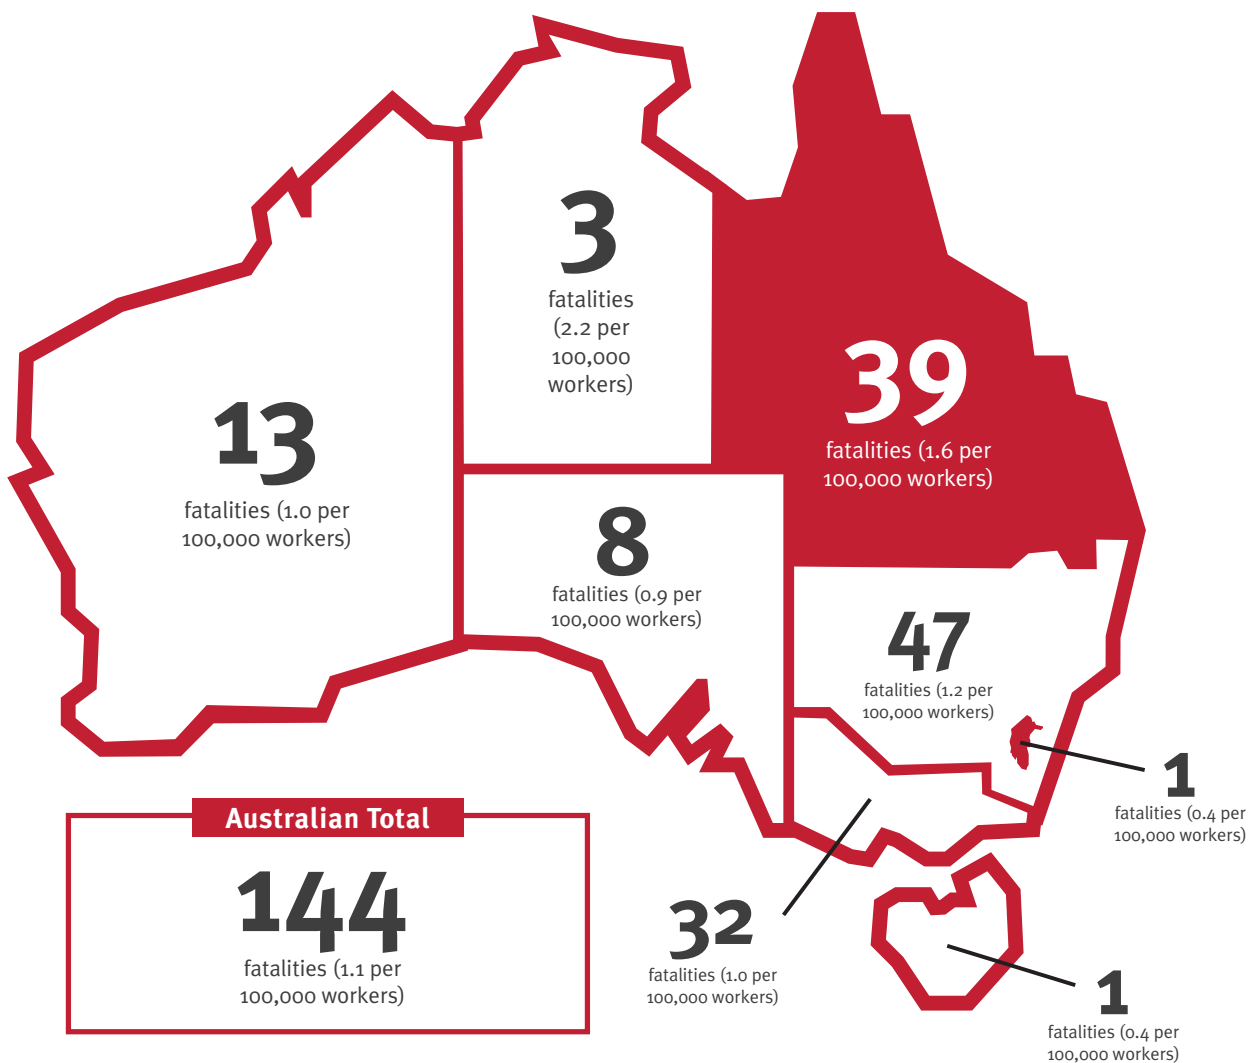 3
fatalities
(2.2 per
100,000
workers)
39
fatalities (1.6 per
100,000 workers)
13
fatalities (1.0 per
100,000 workers)
8
fatalities (0.9 per
100,000 workers)
47
fatalities (1.2 per
100,000 workers)
1
fatalities (0.4 per
100,000 workers)
Australian Total
144
fatalities (1.1 per
100,000 workers)
32
fatalities (1.0 per
100,000 workers)
1
fatalities (0.4 per
100,000 workers)